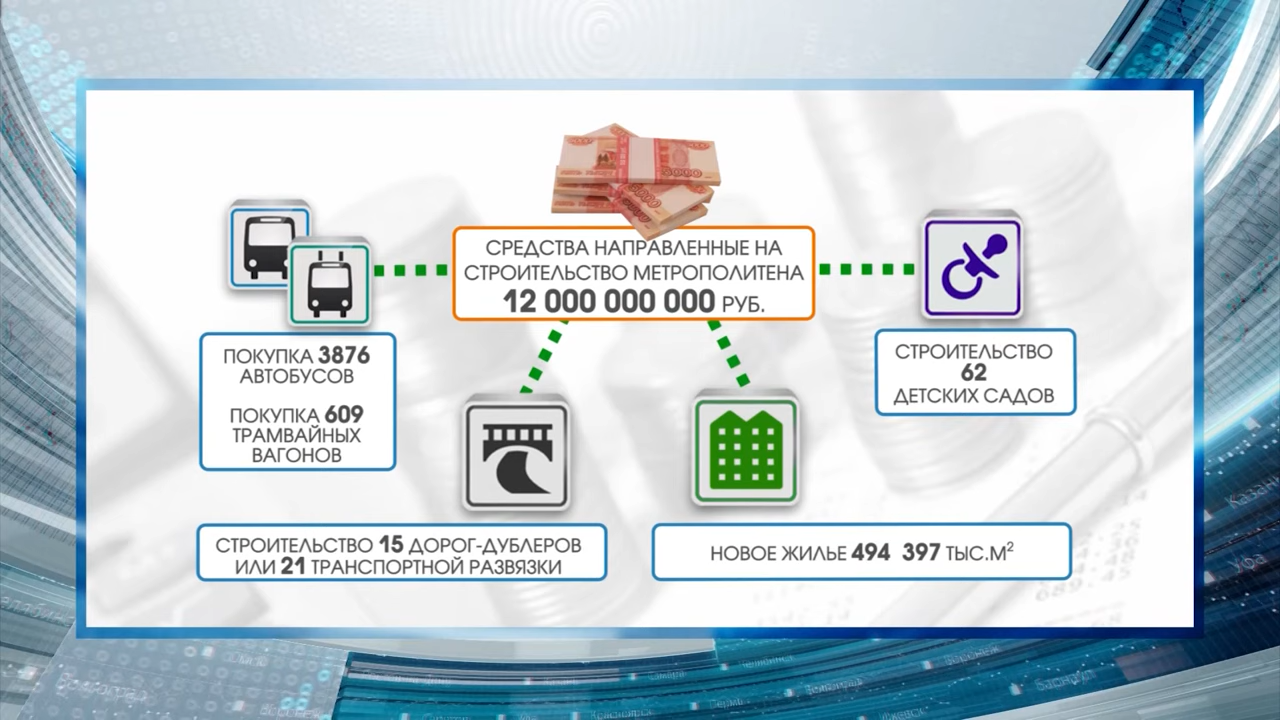 СРЕДСТВА НАПРАВЛЕННЫЕ НА
СТРОИТЕЛЬСТВО МЕТРОПОЛИТЕНА
12 000 000 000 РУБ.
ПОКУПКА 3876
АВТОБУСОВ
ПОКУПКА 609
ТРАМВАЙНЫХ
ВАГОНОВ
СТРОИТЕЛЬСТВО
62
ДЕТСКИХ САДОВ
СТРОИТЕЛЬСТВО 15 ДОРОГ-ДУБЛЕРОВ
ИЛИ 21 ТРАНСПОРТНОЙ РАЗВЯЗКИ
НОВОЕ ЖИЛЬЕ 494 397 ТЫС.М²